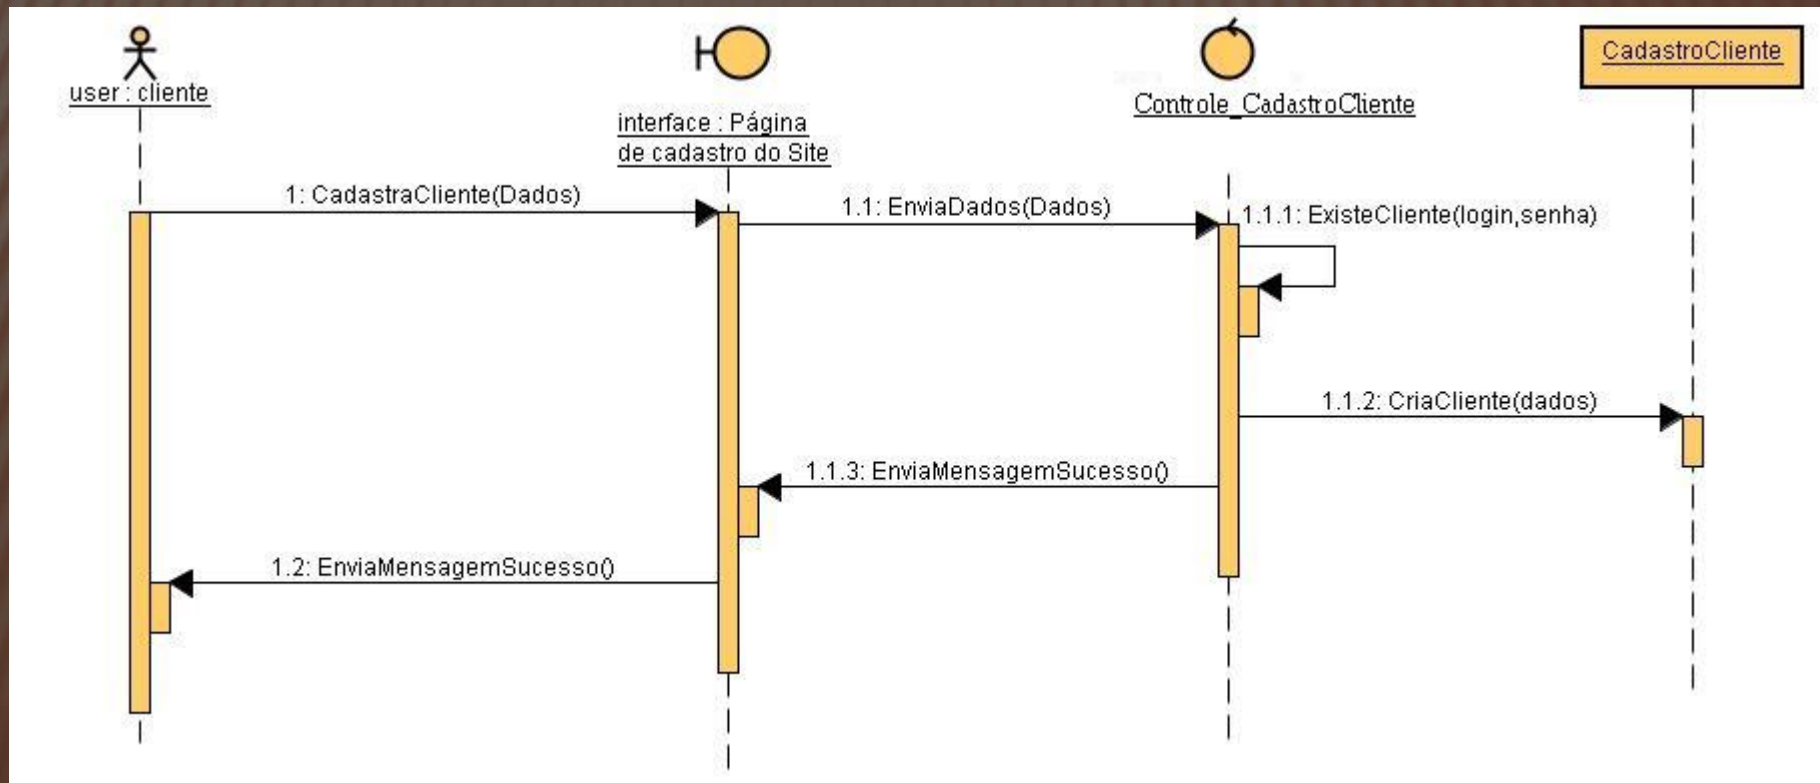 user : cliente
interface : Página
de cadastro do Site
Controle_CadastroCliente
CadastroCliente
1: CadastraCliente(Dados)
1.1: EnviaDados(Dados)
1.1.1: ExisteCliente(login,senha)
1.1.2: CriaCliente(dados)
1.1.3: EnviaMensagemSucesso()
1.2: EnviaMensagemSucesso()